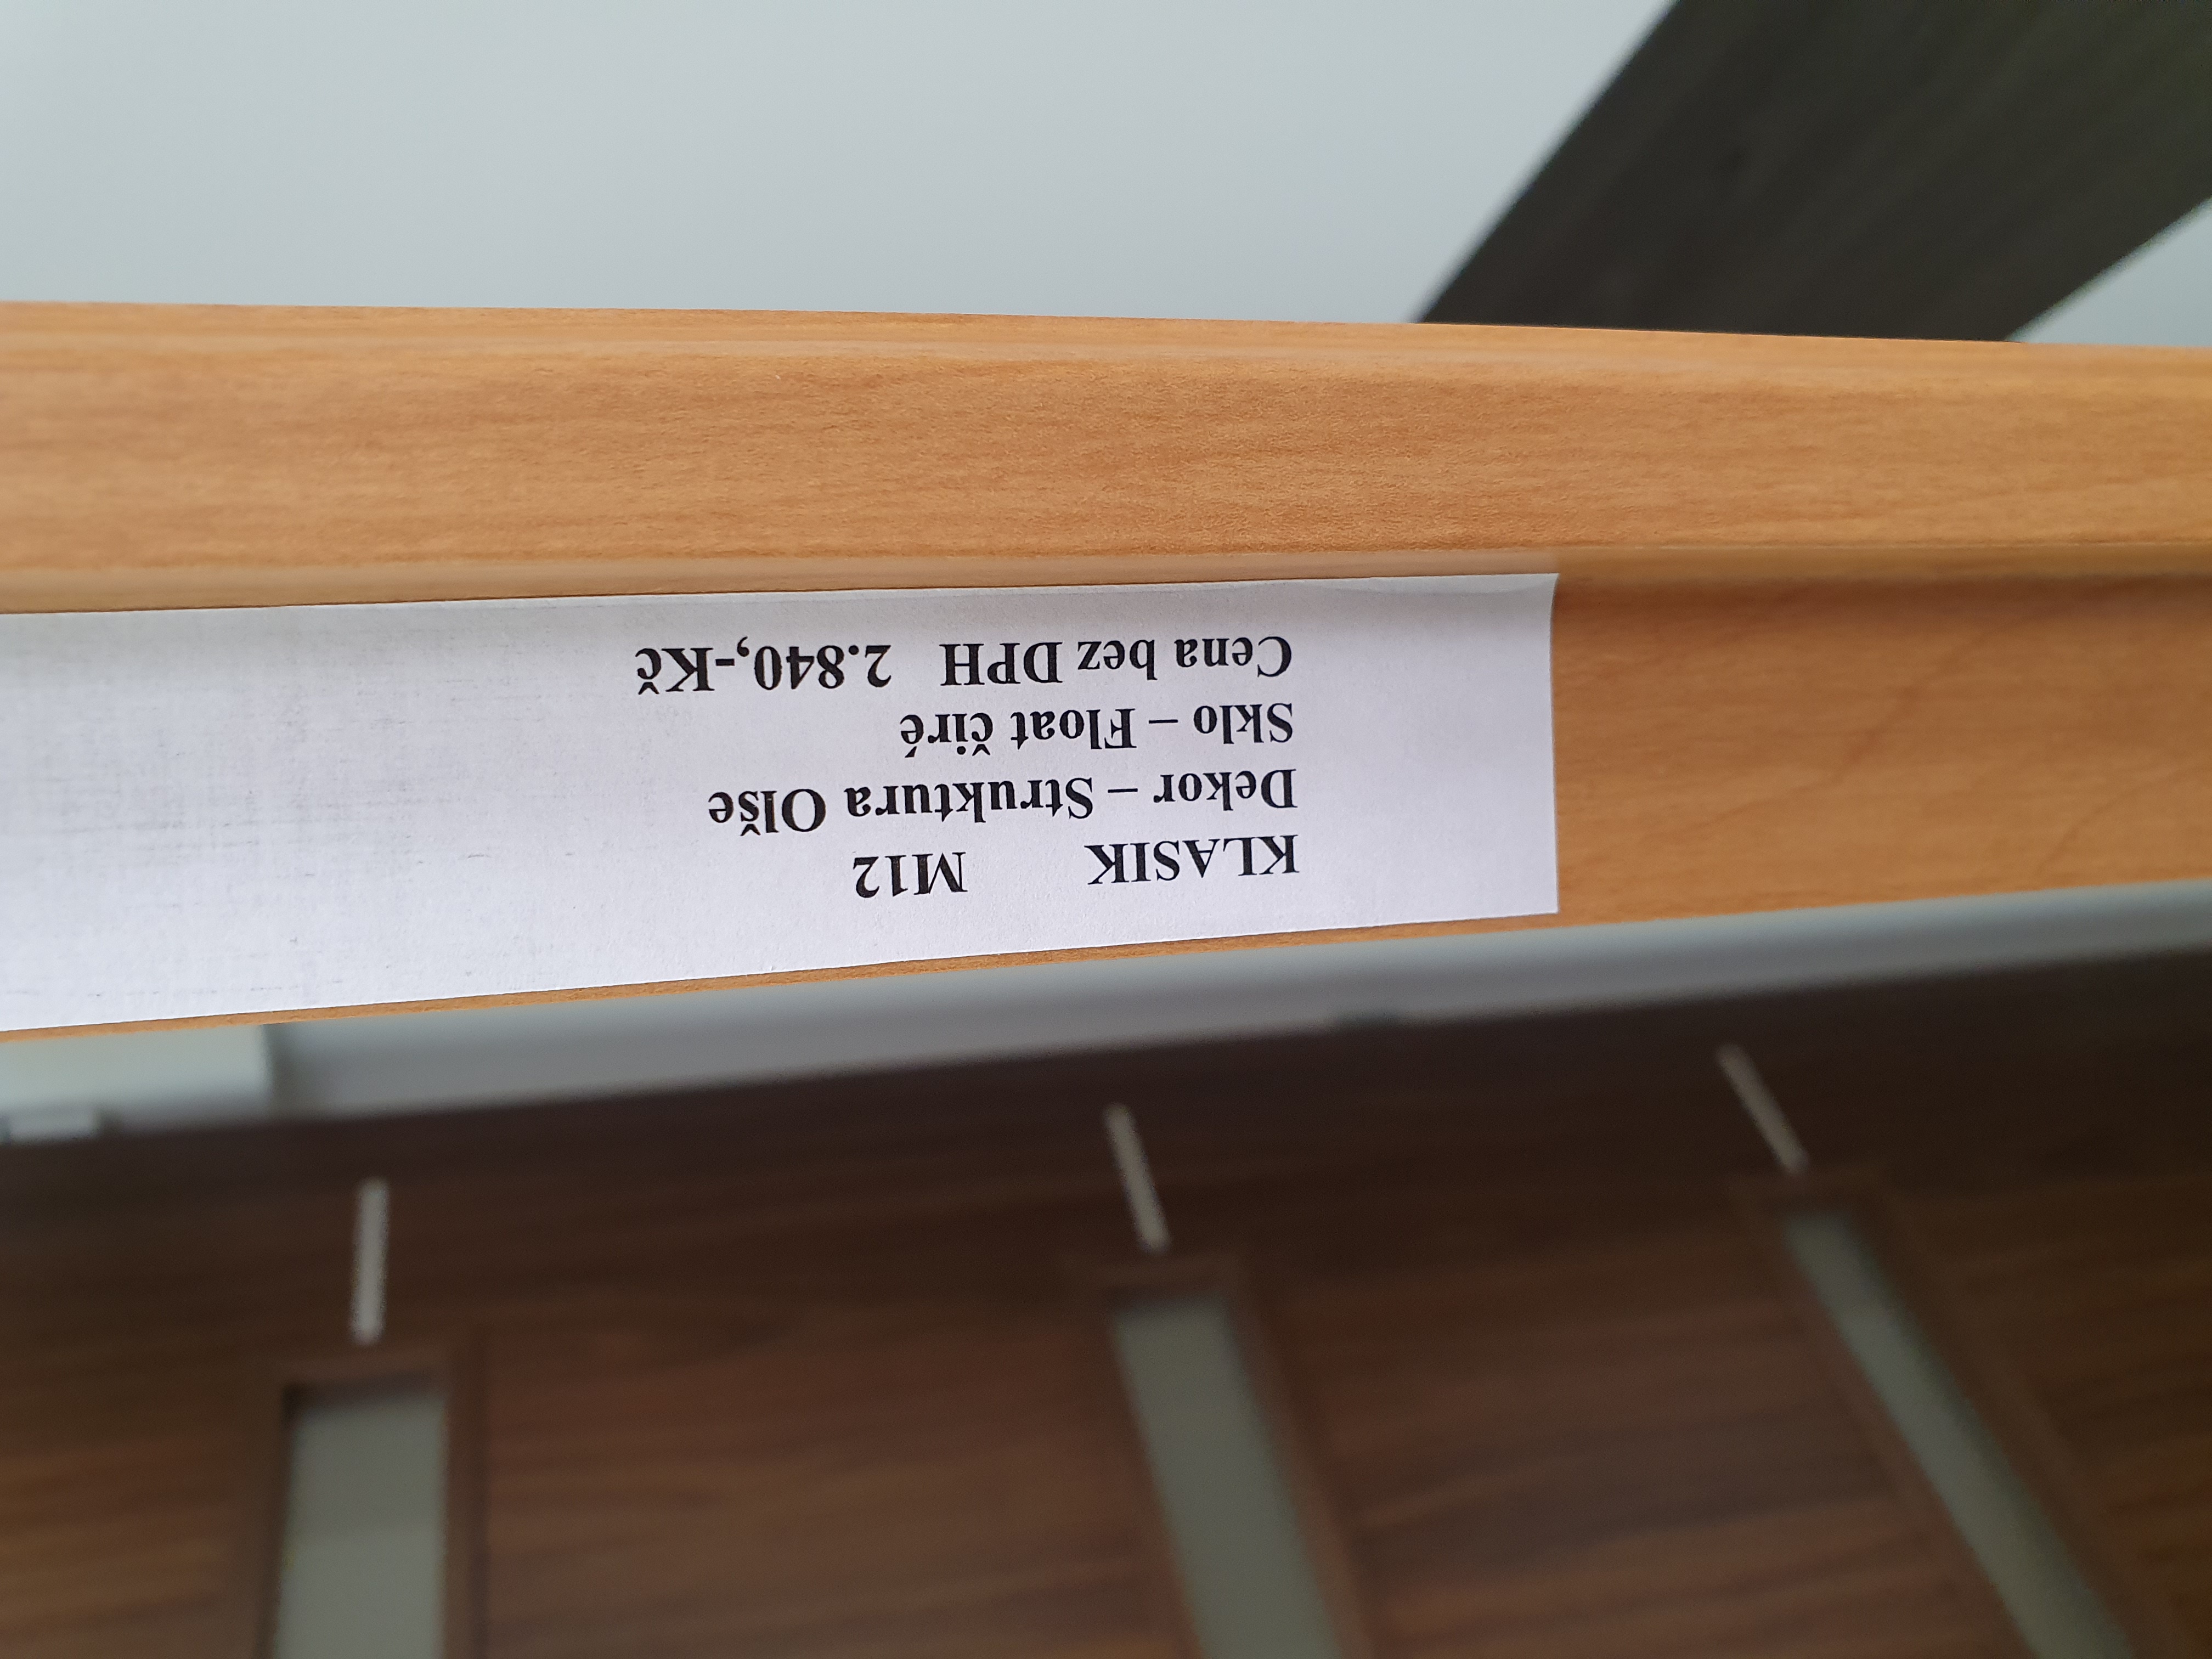 KLASIK M12
Dekor – Struktura Olše
Sklo – Float čiré
Cena bez DPH 2.840,-Kč